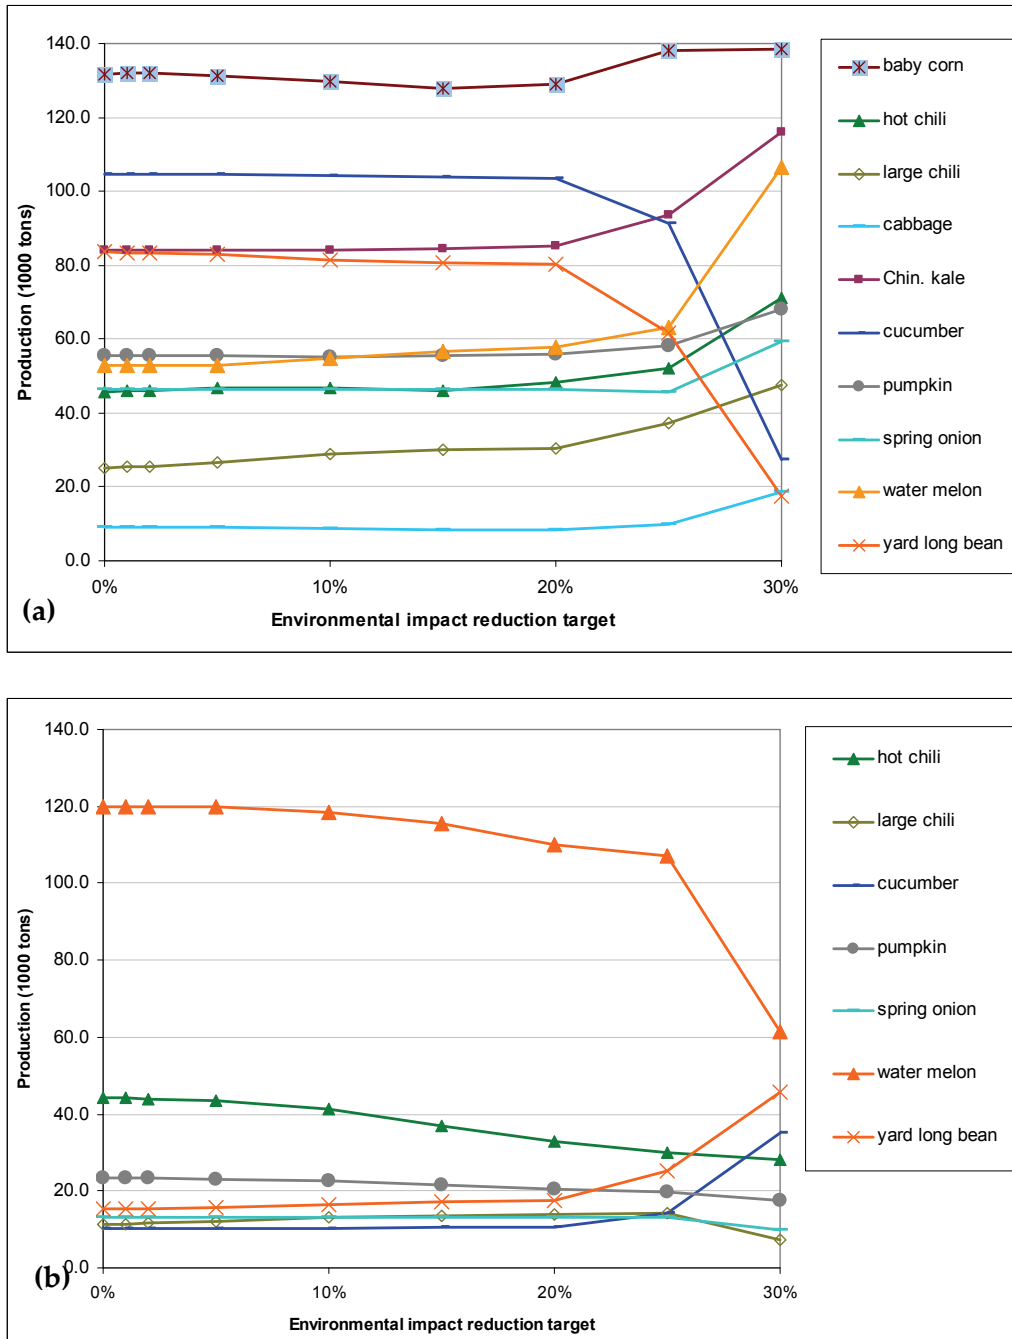 140.0
120.0
100.0
80.0
60.0
40.0
20.0
0.0
Production (1000 tons)
0%
10%
20%
30%
Environmental impact reduction target
(a)
baby corn
hot chili
large chili
cabbage
Chin. kale
cucumber
pumpkin
spring onion
water melon
yard long bean
140.0
120.0
100.0
80.0
60.0
40.0
20.0
0.0
Production (1000 tons)
0%
10%
20%
30%
Environmental impact reduction target
(b)
hot chili
large chili
cucumber
pumpkin
spring onion
water melon
yard long bean